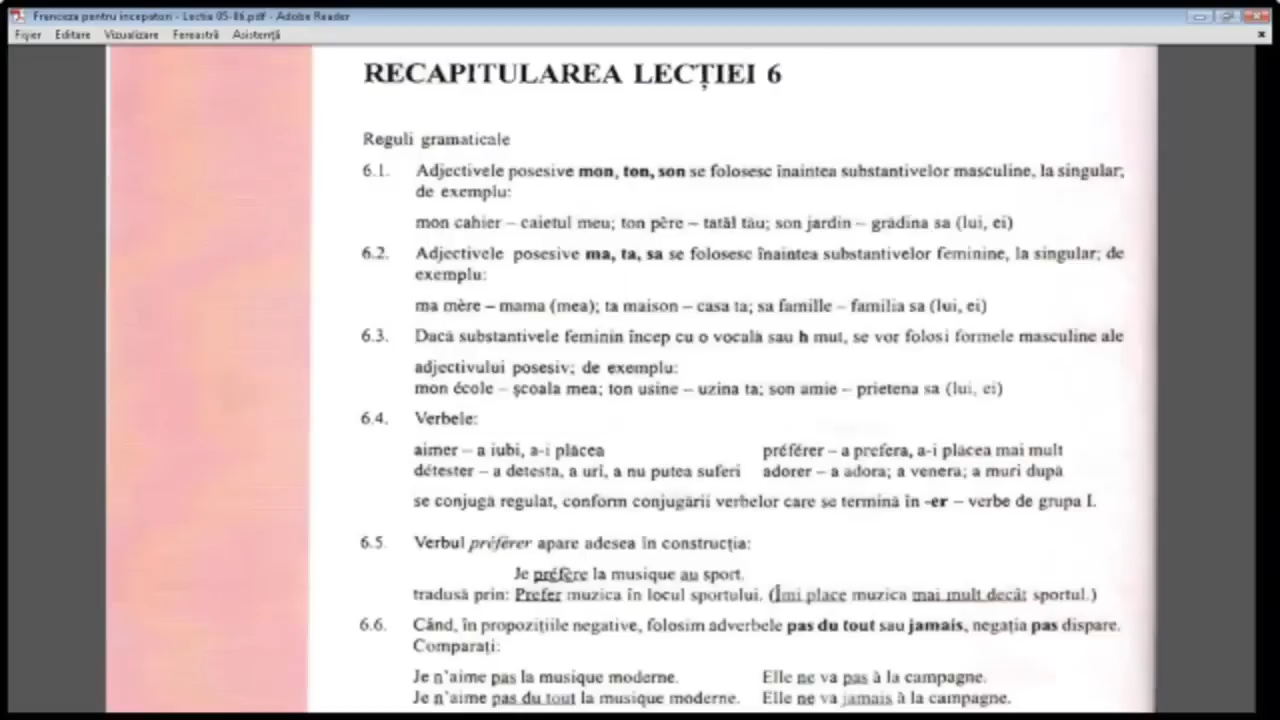 Franceza pentru incepatori - Lectia 05-06.pdf - Adobe Reader
Fișier Editare Vizualizare Fereastră Asistență
RECAPITULAREA LECȚIEI 6
Reguli gramaticale
6.1. Adjectivele posesive mon, ton, son se folosesc înaintea substantivelor masculine, la singular;
de exemplu:
mon cahier – caietul meu; ton père – tatăl tău; son jardin – grădina sa (lui, ei)
6.2. Adjectivele posesive ma, ta, sa se folosesc înaintea substantivelor feminine, la singular; de
exemplu:
ma mère – mama (mea); ta maison – casa ta; sa famille – familia sa (lui, ei)
6.3. Dacă substantivele feminin încep cu o vocală sau h mut, se vor folosi formele masculine ale
adjectivului posesiv; de exemplu:
mon école – școala mea; ton usine – uzina ta; son amie – prietena sa (lui, ei)
6.4. Verbele:
aimer – a iubi, a-i plăcea préférer – a prefera, a-i plăcea mai mult
détester – a detesta, a urî, a nu putea suferi adorer – a adora; a venera; a muri după
se conjugă regulat, conform conjugării verbelor care se termină în -er – verbe de grupa I.
6.5. Verbul préférer apare adesea în construcția:
Je préfère la musique au sport.
tradusă prin: Prefer muzica în locul sportului. (Îmi place muzica mai mult decât sportul.)
6.6. Când, în propozițiile negative, folosim adverbele pas du tout sau jamais, negația pas dispare.
Comparați:
Je n'aime pas la musique moderne. Elle ne va pas à la campagne.
Je n'aime pas du tout la musique moderne. Elle ne va jamais à la campagne.